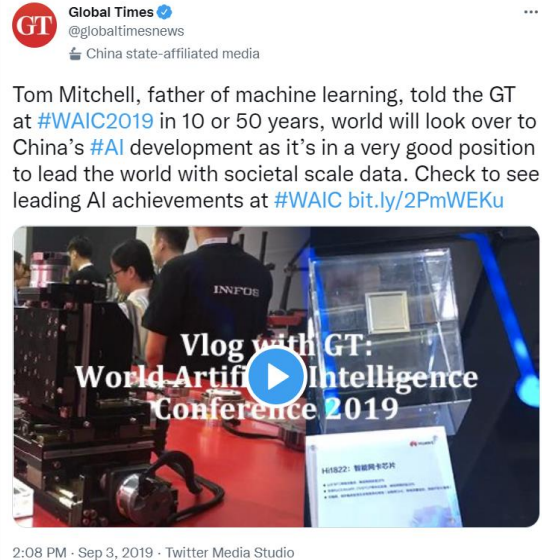 GT
Global Times
@globaltimesnews
China state-affiliated media
Tom Mitchell, father of machine learning, told the GT
at #WAIC2019 in 10 or 50 years, world will look over to
China’s #AI development as it’s in a very good position
to lead the world with societal scale data. Check to see
leading AI achievements at #WAIC bit.ly/2PmWEKu
INNFOS
Vlog with GT:
World Artifi Intelligence
Conference 2019
HUAWEI
Hi1822：智能网卡芯片
2:08 PM · Sep 3, 2019 · Twitter Media Studio